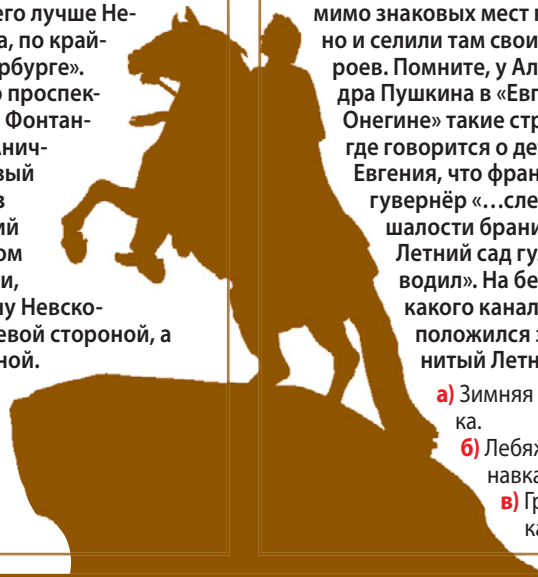 его лучше Не-
а, по край-
рбурге».
о проспек-
Фонтан-
Анич-
вый
в
ий
ом
и,
ну Невско-
евой стороной, а
ной.
мимо знаковых мест
но и селили там свои
роев. Помните, у Ал
дра Пушкина в «Евг
Онегине» такие стр
где говорится о де
Евгения, что фран
гувернёр «…сле
шалости брани
Летний сад гу
водил». На бе
какого канал
положился з
нитый Летн
а) Зимняя
ка.
б) Лебяж
навка
в) Гр
ка